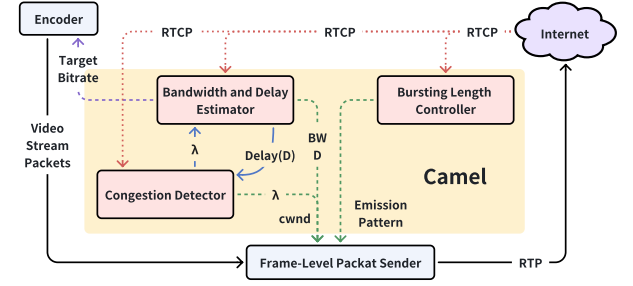 Encoder
RTCP
RTCP
RTCP
Internet
Target
Bitrate
Bandwidth and Delay
Estimator
Bursting Length
Controller
Video
Stream
Packets
λ
Delay(D)
BW
D
Camel
Congestion Detector
λ
cwnd
Emission
Pattern
Frame-Level Packat Sender
RTP